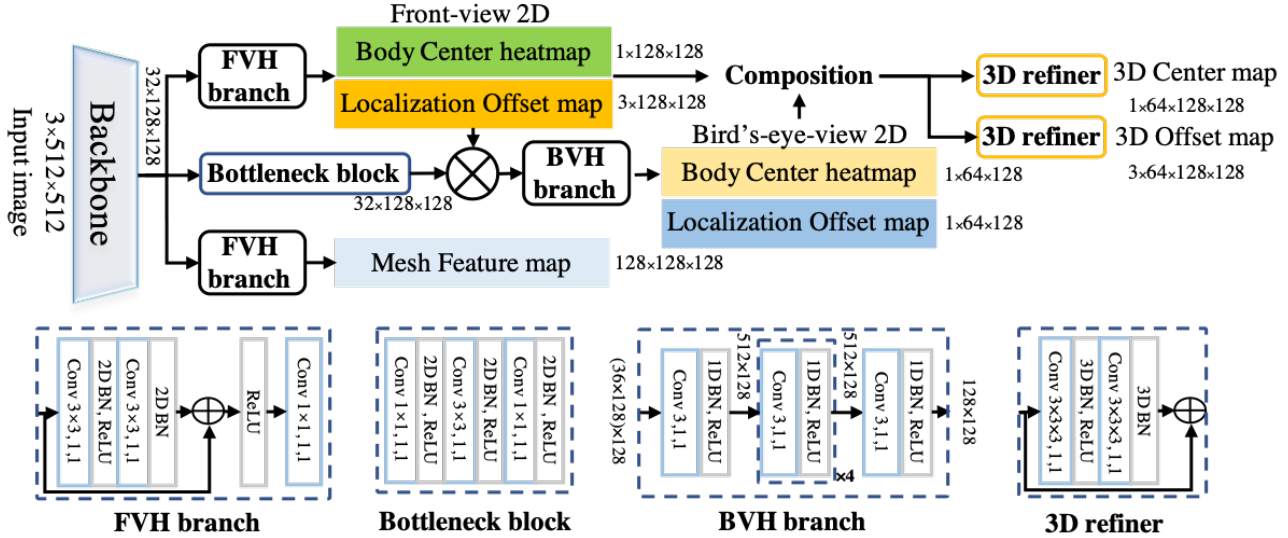 Input image
3×512×512
Backbone
32×128×128
FVH
branch
Front-view 2D
Body Center heatmap
1×128×128
Localization Offset map
3×128×128
Composition
3D refiner
3D Center map
1×64×128×128
3D refiner
3D Offset map
3×64×128×128
Bottleneck block
32×128×128
BVH
branch
Bird's-eye-view 2D
Body Center heatmap
1×64×128
Localization Offset map
1×64×128
FVH
branch
Mesh Feature map
128×128×128
Conv 3×3, 1,1
2D BN, ReLU
Conv 3×3, 1,1
2D BN
ReLU
Conv 1×1, 1,1
FVH branch
Conv 1×1, 1,1
2D BN , ReLU
Conv 3×3, 1,1
2D BN, ReLU
Conv 1×1, 1,1
2D BN , ReLU
Bottleneck block
(36×128)×128
Conv 3,1,1
1D BN, ReLU
512×128
Conv 3,1,1
1D BN, ReLU
×4
512×128
Conv 3,1,1
1D BN, ReLU
128×128
BVH branch
Conv 3×3×3, 1,1
3D BN, ReLU
Conv 3×3×3, 1,1
3D BN
3D refiner